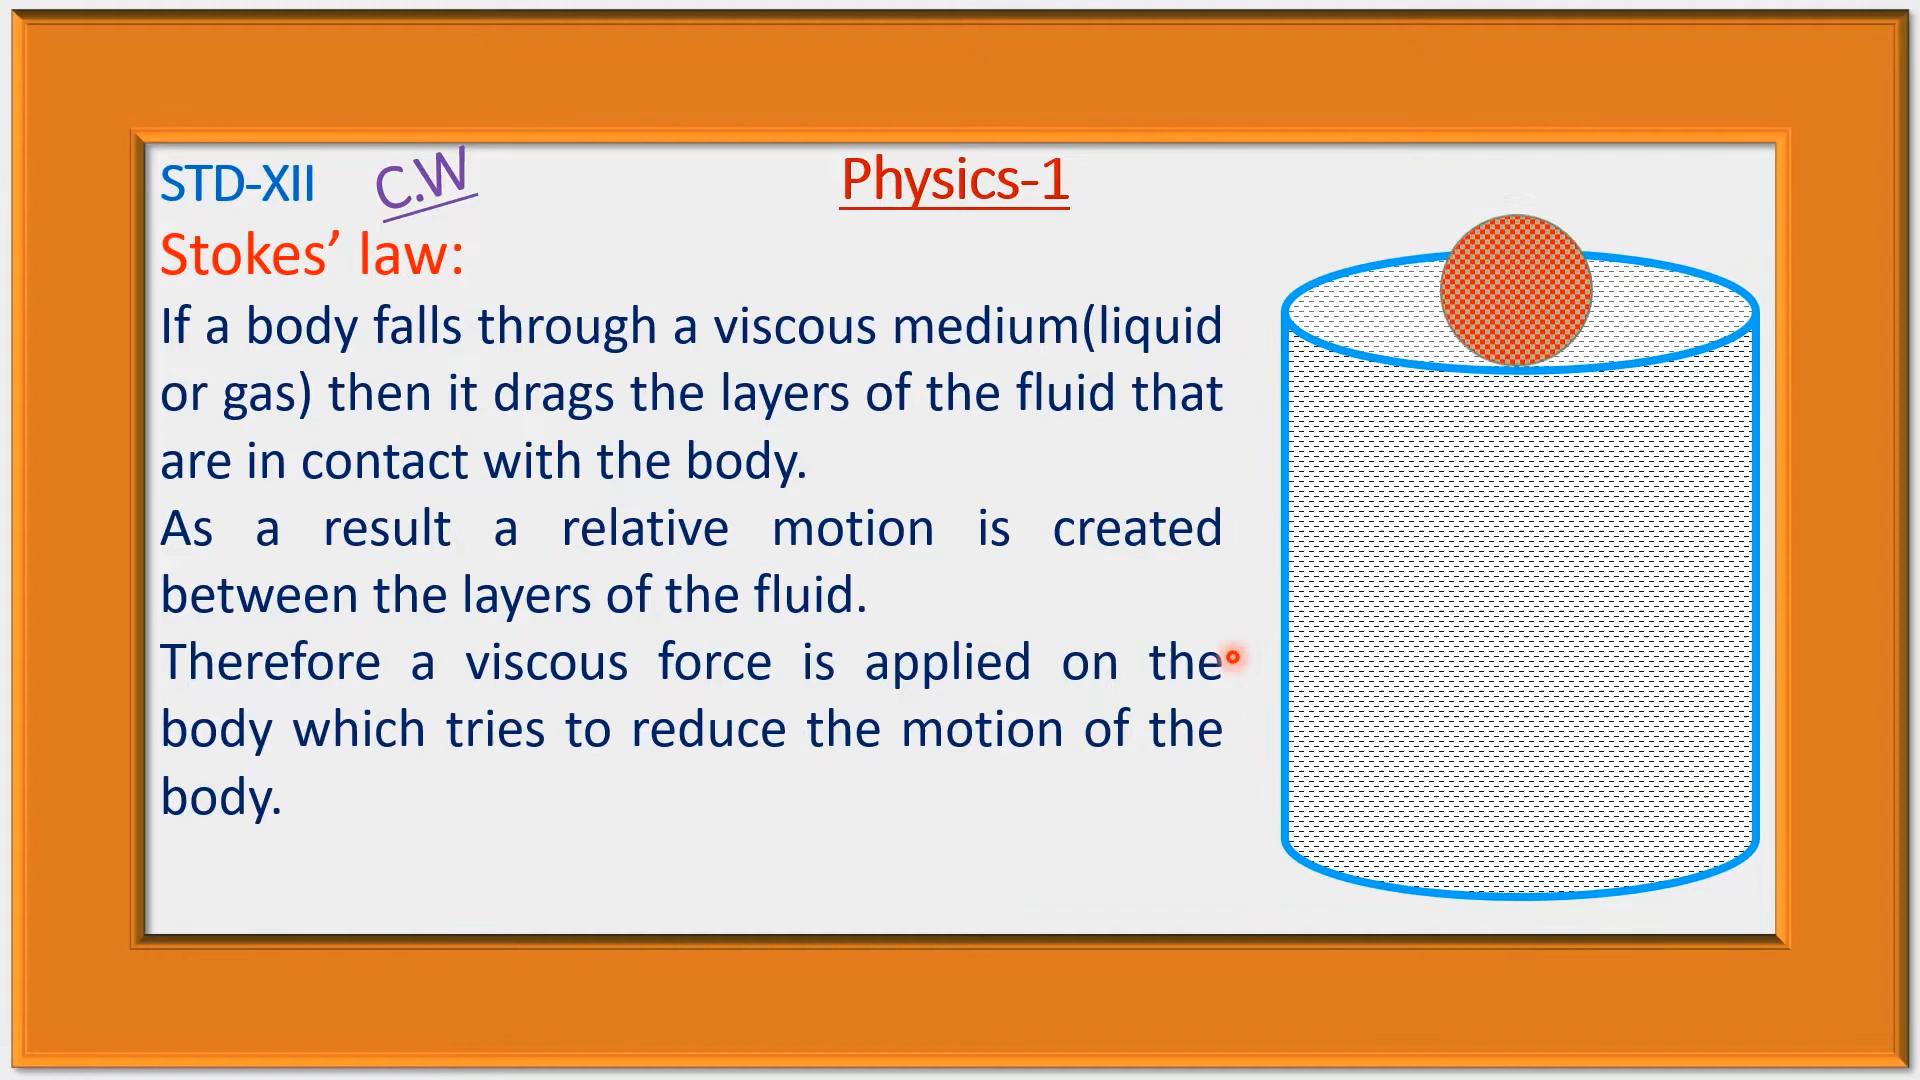 STD-XII C.W Physics-1
Stokes’ law:
If a body falls through a viscous medium(liquid
or gas) then it drags the layers of the fluid that
are in contact with the body.
As a result a relative motion is created
between the layers of the fluid.
Therefore a viscous force is applied on the
body which tries to reduce the motion of the
body.